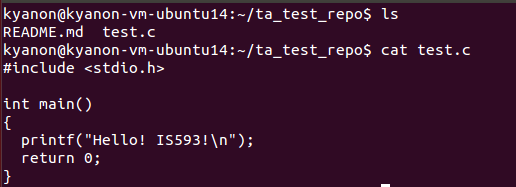 kyanon@kyanon-vm-ubuntu14:~/ta_test_repo$ ls
README.md  test.c
kyanon@kyanon-vm-ubuntu14:~/ta_test_repo$ cat test.c
#include <stdio.h>

int main()
{
  printf("Hello! IS593!\n");
  return 0;
}